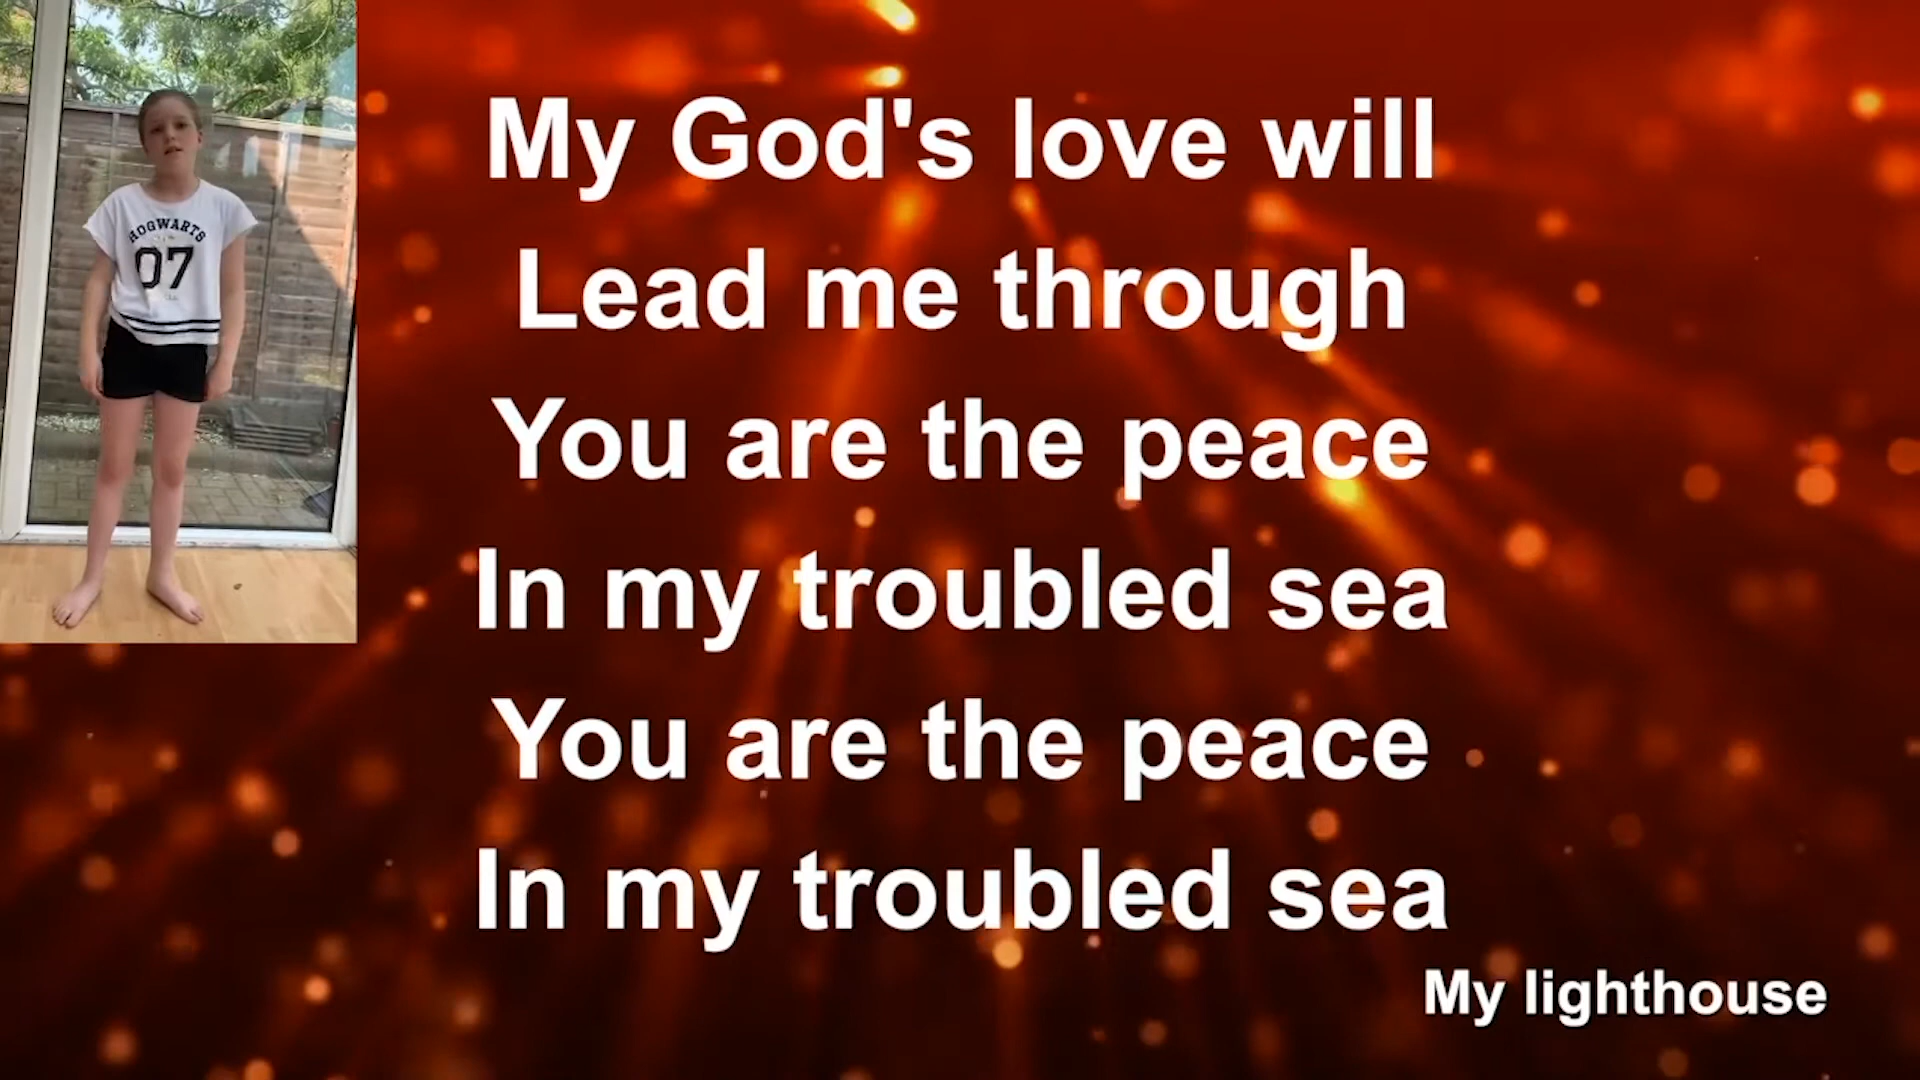 HOGWARTS
07
My God's love will
Lead me through
You are the peace
In my troubled sea
You are the peace
In my troubled sea
My lighthouse